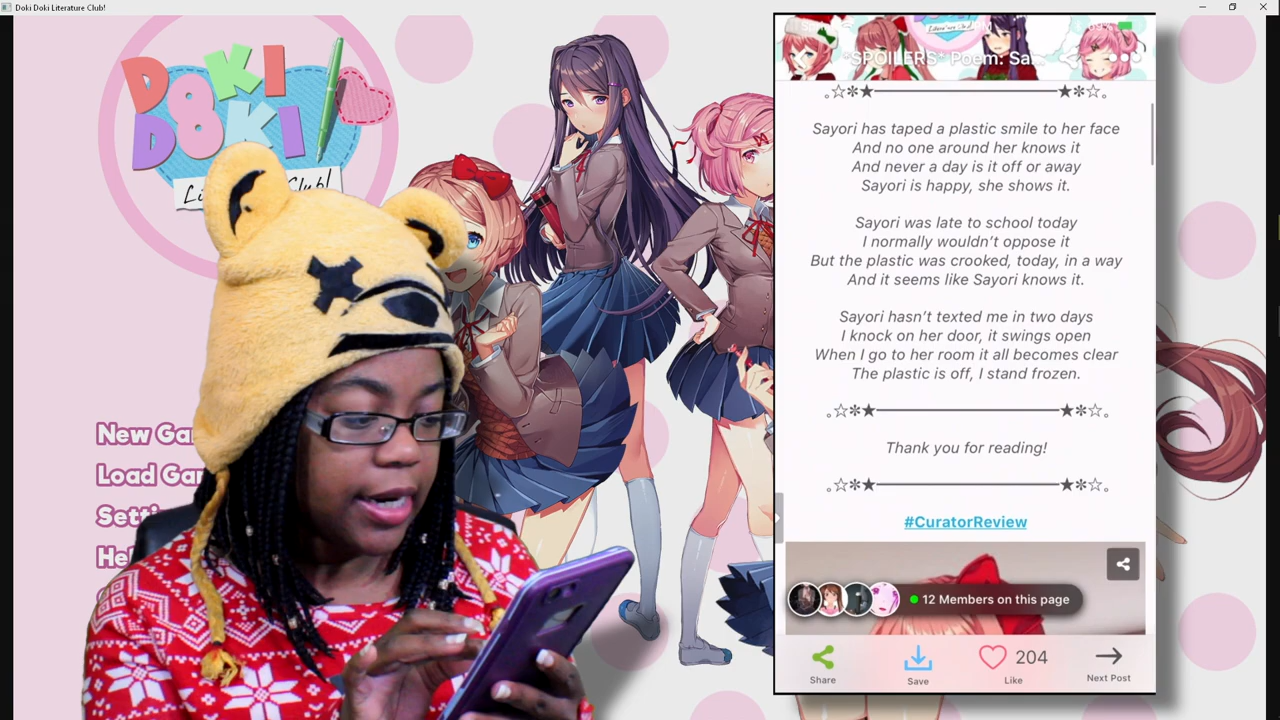 Doki Doki Literature Club!
DOKI
DOKI
Club!
New
Load
*SPOILERS* Poem: Sa...
Sayori has taped a plastic smile to her face
And no one around her knows it
And never a day is it off or away
Sayori is happy, she shows it.
Sayori was late to school today
I normally wouldn’t oppose it
But the plastic was crooked, today, in a way
And it seems like Sayori knows it.
Sayori hasn’t texted me in two days
I knock on her door, it swings open
When I go to her room it all becomes clear
The plastic is off, I stand frozen.
Thank you for reading!
#CuratorReview
12 Members on this page
204
Share
Save
Like
Next Post